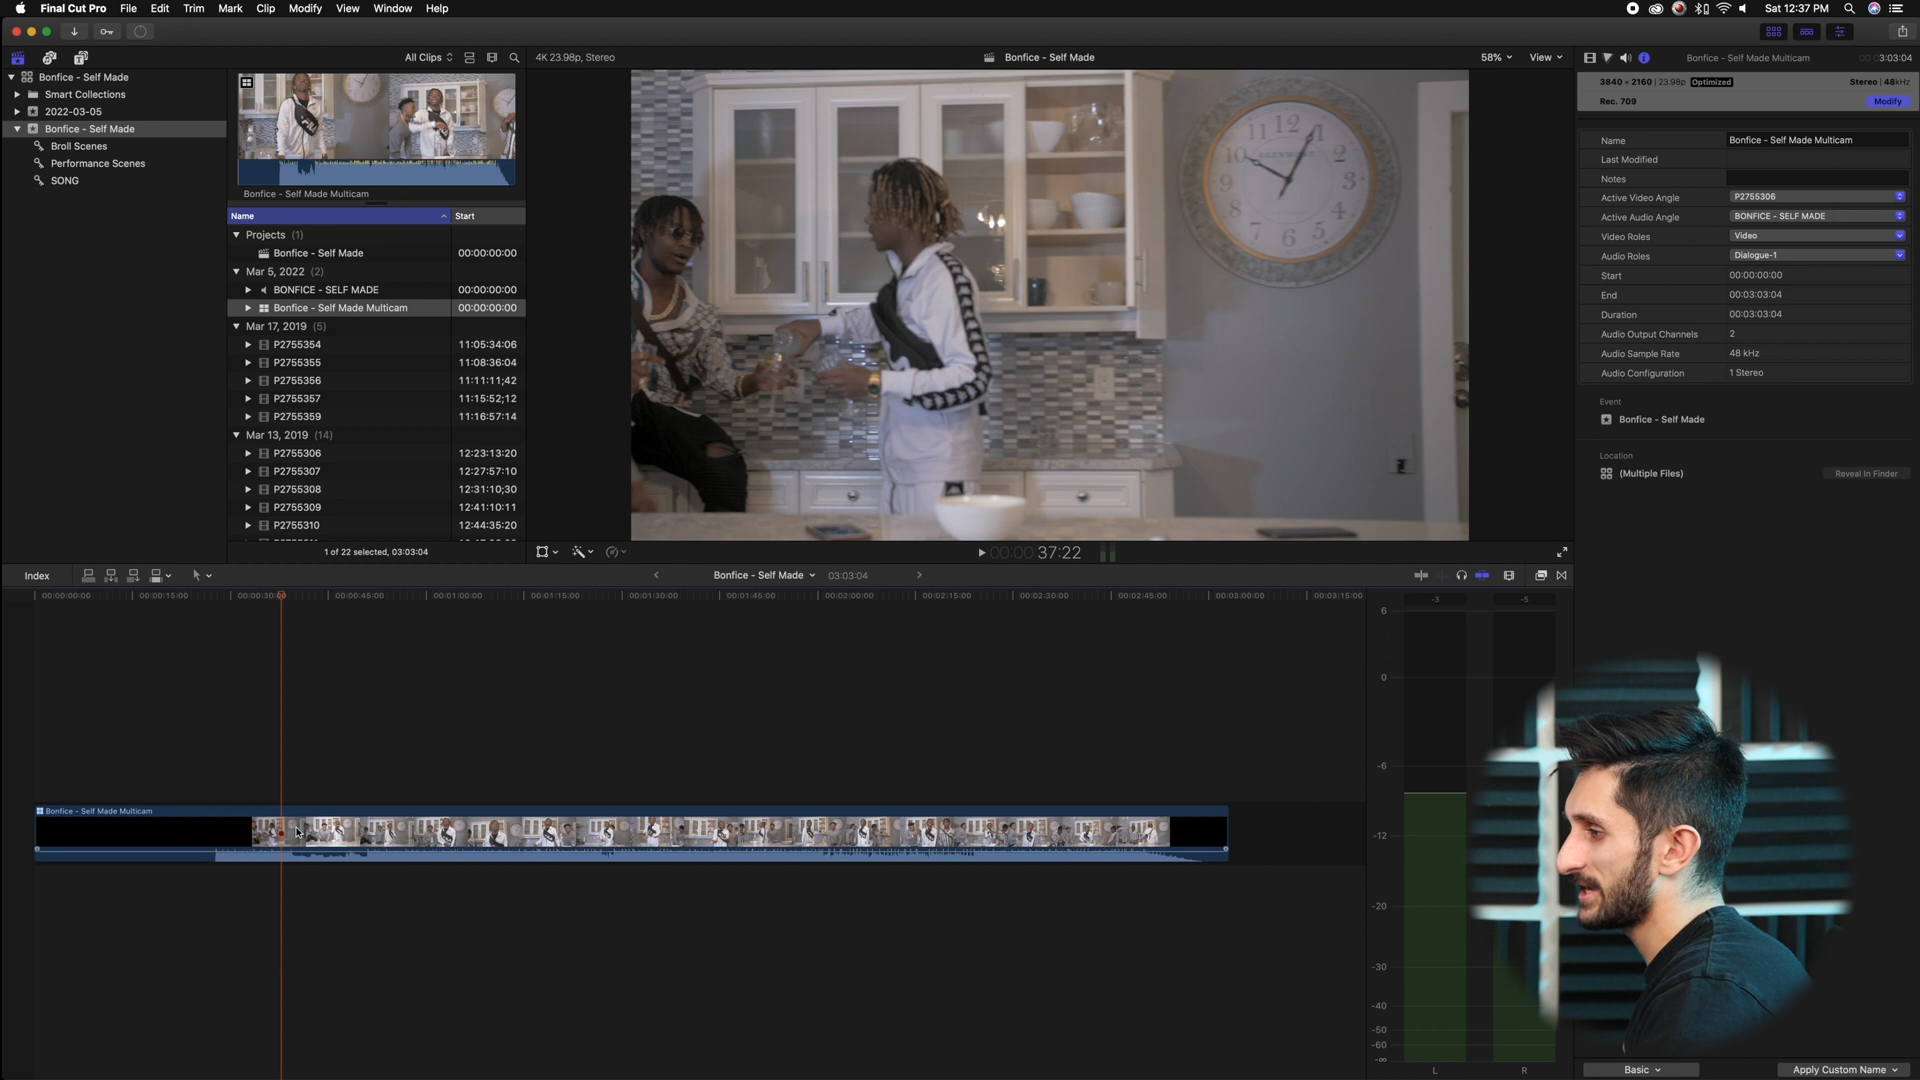 Final Cut Pro File Edit Trim Mark Clip Modify View Window Help Sat 12:37 PM
All Clips 4K 23.98p, Stereo Bonfice - Self Made 58% View Bonfice - Self Made Multicam 3:03:04
Bonfice - Self Made
Smart Collections
2022-03-05
Bonfice - Self Made
Broll Scenes
Performance Scenes
SONG
Bonfice - Self Made Multicam
Name Start
Projects (1)
Bonfice - Self Made 00:00:00:00
Mar 5, 2022 (2)
BONFICE - SELF MADE 00:00:00:00
Bonfice - Self Made Multicam 00:00:00:00
Mar 17, 2019 (5)
P2755354 11:05:34:06
P2755355 11:08:36:04
P2755356 11:11:11;42
P2755357 11:15:52;12
P2755359 11:16:57:14
Mar 13, 2019 (14)
P2755306 12:23:13:20
P2755307 12:27:57:10
P2755308 12:31:10;30
P2755309 12:41:10:11
P2755310 12:44:35:20
1 of 22 selected, 03:03:04
11 12 1 2 3 5 6 9 10
00:00:00 37:22
3840 × 2160 23.98p Optimized Stereo 48kHz
Rec. 709 Modify
Name Bonfice - Self Made Multicam
Last Modified
Notes
Active Video Angle P2755306
Active Audio Angle BONFICE - SELF MADE
Video Roles Video
Audio Roles Dialogue-1
Start 00:00:00:00
End 00:03:03:04
Duration 00:03:03:04
Audio Output Channels 2
Audio Sample Rate 48 kHz
Audio Configuration 1 Stereo
Event
Bonfice - Self Made
Location
(Multiple Files) Reveal In Finder
Index Bonfice - Self Made 03:03:04
00:00:00:00 00:00:15:00 00:00:30:00 00:00:45:00 00:01:00:00 00:01:15:00 00:01:30:00 00:01:45:00 00:02:00:00 00:02:15:00 00:02:30:00 00:02:45:00 00:03:00:00 00:03:15:00
Bonfice - Self Made Multicam
-3 -5
6
0
-6
-12
-20
-30
-40
-50
-60
-∞
L R
Basic Apply Custom Name